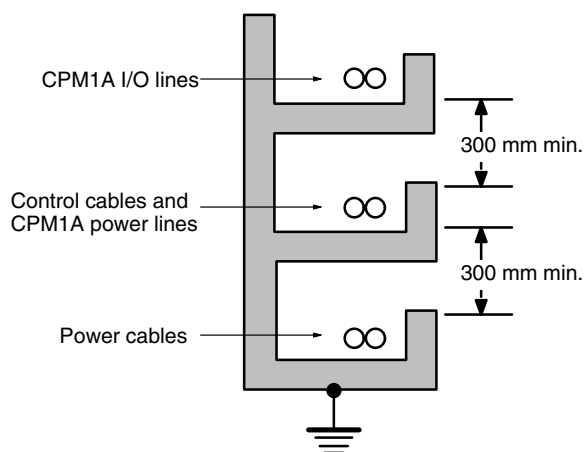 CPM1A I/O lines
300 mm min.
Control cables and
CPM1A power lines
300 mm min.
Power cables